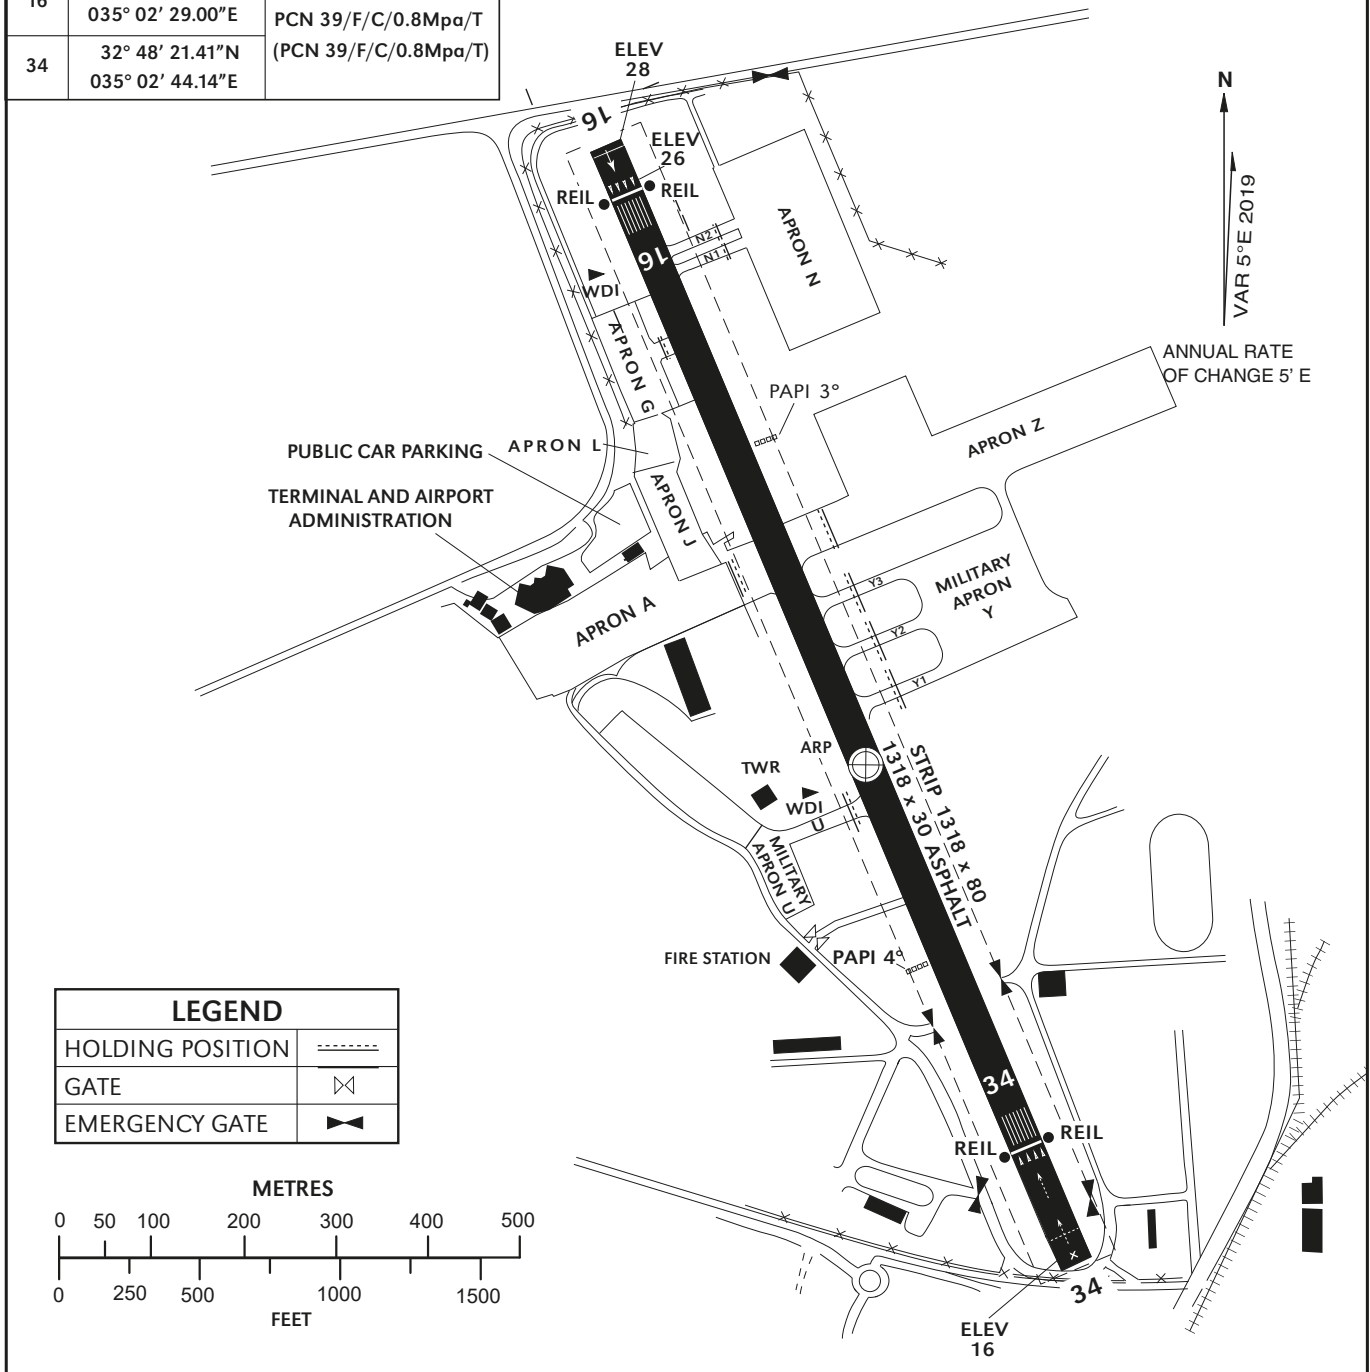 16
035° 02′ 29.00″E
PCN 39/F/C/0.8Mpa/T
34
32° 48′ 21.41″N
035° 02′ 44.14″E
(PCN 39/F/C/0.8Mpa/T)
ELEV
28
16
ELEV
26
REIL
REIL
16
N2
N1
APRON N
WDI
APRON G
N
VAR 5°E 2019
ANNUAL RATE
OF CHANGE 5′ E
PAPI 3°
APRON Z
PUBLIC CAR PARKING
APRON L
TERMINAL AND AIRPORT
ADMINISTRATION
APRON J
APRON A
Y3
Y2
Y1
MILITARY
APRON
Y
ARP
TWR
WDI
U
STRIP 1318 x 80
1318 x 30 ASPHALT
MILITARY
APRON U
FIRE STATION
PAPI 4°
34
REIL
REIL
34
ELEV
16
LEGEND
HOLDING POSITION
GATE
EMERGENCY GATE
METRES
0 50 100 200 300 400 500
0 250 500 1000 1500
FEET